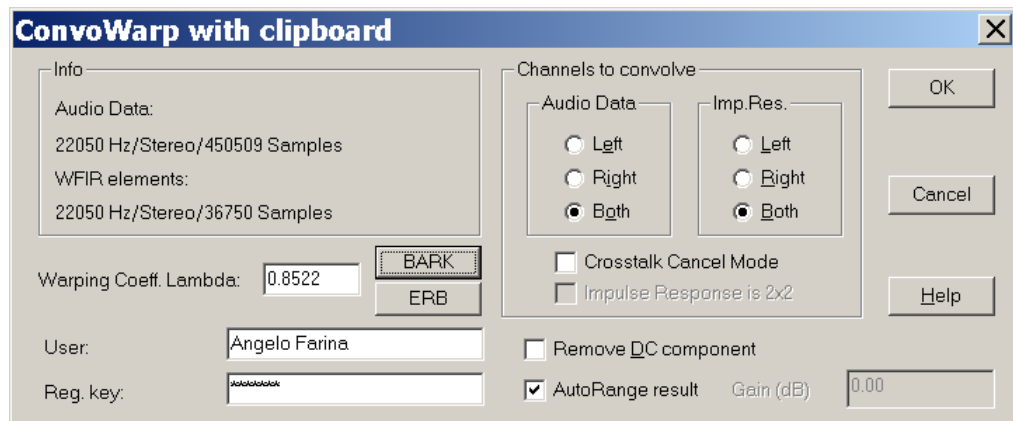 ConvoWarp with clipboard
Info
Audio Data:
22050 Hz/Stereo/450509 Samples
WFIR elements:
22050 Hz/Stereo/36750 Samples
Channels to convolve
Audio Data
Left
Right
Both
Imp.Res.
Left
Right
Both
Crosstalk Cancel Mode
Impulse Response is 2x2
OK
Cancel
Help
Warping Coeff. Lambda:
0.8522
BARK
ERB
User:
Angelo Farina
Reg. key:
********
Remove DC component
AutoRange result
Gain (dB)
0.00